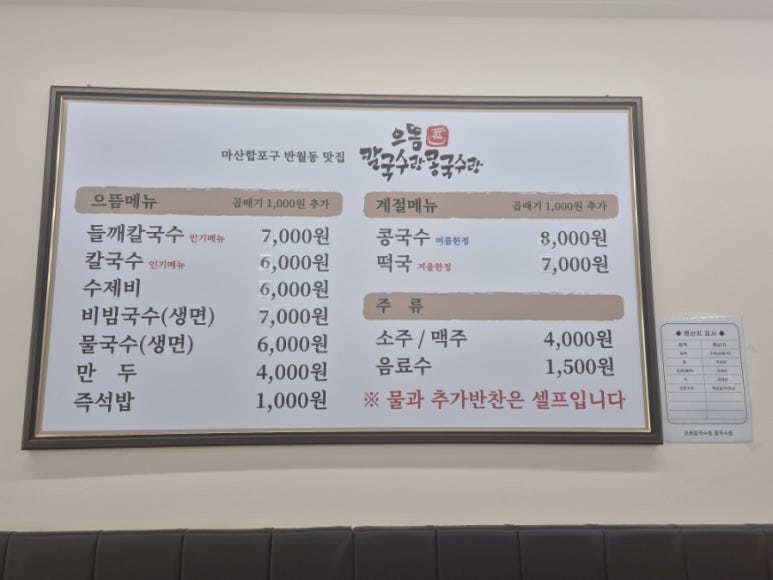 마산합포구 반월동 맛집
으뜸
칼국수랑콩국수랑
으뜸메뉴 곱배기 1,000원 추가
들깨칼국수 인기메뉴 7,000원
칼국수 인기메뉴 6,000원
수제비 6,000원
비빔국수(생면) 7,000원
물국수(생면) 6,000원
만 두 4,000원
즉석밥 1,000원
계절메뉴 곱배기 1,000원 추가
콩국수 여름한정 8,000원
떡국 겨울한정 7,000원
주 류
소주 / 맥주 4,000원
음료수 1,500원
※ 물과 추가반찬은 셀프입니다
◆ 원산지 표시 ◆